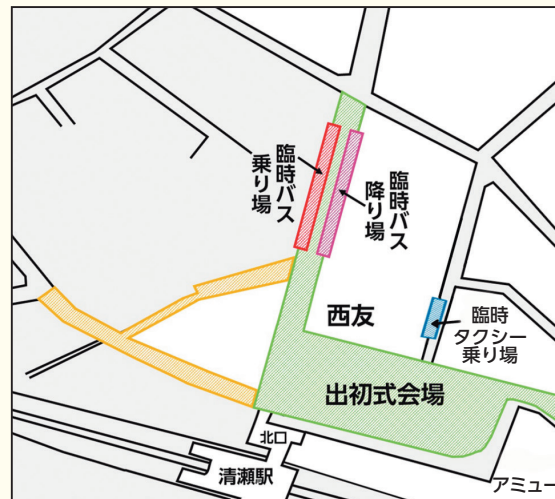 臨時バス
乗り場
臨時バス
降り場
西友
臨時
タクシー
乗り場
出初式会場
北口
清瀬駅
アミュー